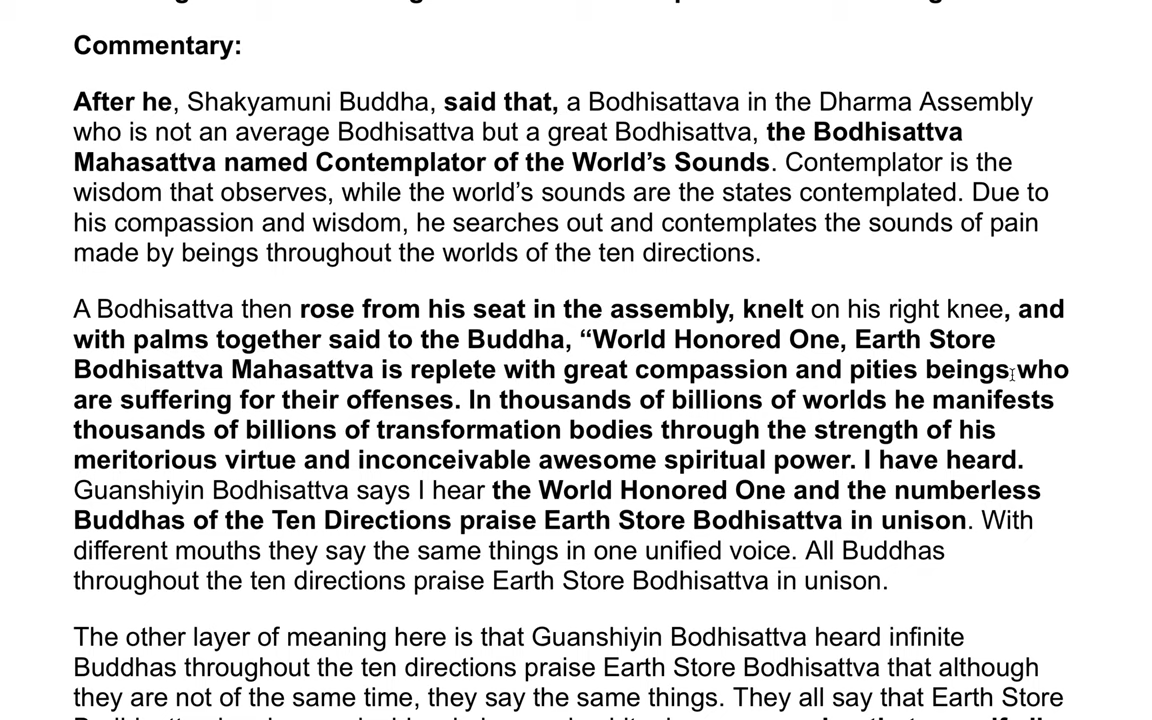 Commentary:
After he, Shakyamuni Buddha, said that, a Bodhisattava in the Dharma Assembly
who is not an average Bodhisattva but a great Bodhisattva, the Bodhisattva
Mahasattva named Contemplator of the World’s Sounds. Contemplator is the
wisdom that observes, while the world’s sounds are the states contemplated. Due to
his compassion and wisdom, he searches out and contemplates the sounds of pain
made by beings throughout the worlds of the ten directions.
A Bodhisattva then rose from his seat in the assembly, knelt on his right knee, and
with palms together said to the Buddha, “World Honored One, Earth Store
Bodhisattva Mahasattva is replete with great compassion and pities beings who
are suffering for their offenses. In thousands of billions of worlds he manifests
thousands of billions of transformation bodies through the strength of his
meritorious virtue and inconceivable awesome spiritual power. I have heard.
Guanshiyin Bodhisattva says I hear the World Honored One and the numberless
Buddhas of the Ten Directions praise Earth Store Bodhisattva in unison. With
different mouths they say the same things in one unified voice. All Buddhas
throughout the ten directions praise Earth Store Bodhisattva in unison.
The other layer of meaning here is that Guanshiyin Bodhisattva heard infinite
Buddhas throughout the ten directions praise Earth Store Bodhisattva that although
they are not of the same time, they say the same things. They all say that Earth Store